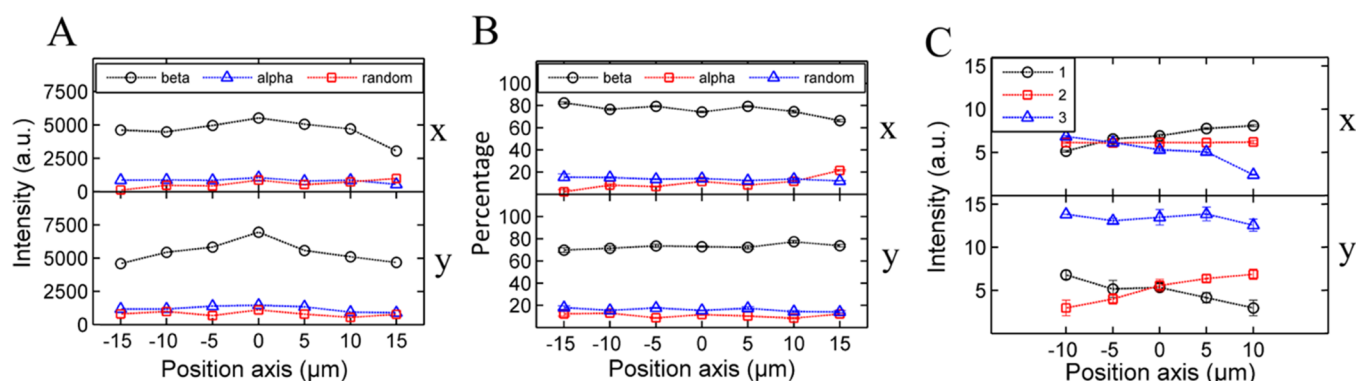 A
beta alpha random
7500
5000
2500
0
x
7500
5000
2500
0
y
Intensity (a.u.)
-15 -10 -5 0 5 10 15
Position axis (µm)
B
beta alpha random
100
80
60
40
20
x
100
80
60
40
20
y
Percentage
-15 -10 -5 0 5 10 15
Position axis (µm)
C
1
2
3
15
10
5
x
15
10
5
y
Intensity (a.u.)
-10 -5 0 5 10
Position axis (µm)